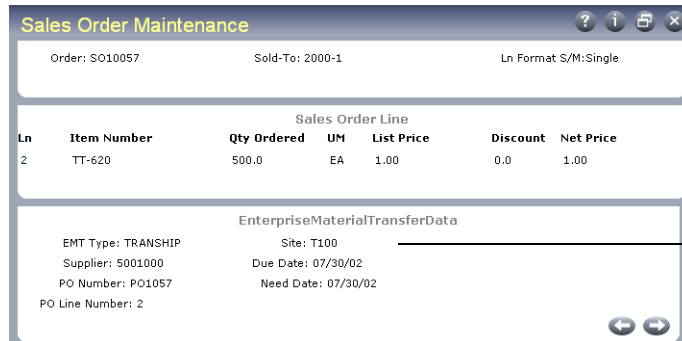 Sales Order Maintenance
Order: SO10057 Sold-To: 2000-1 Ln Format S/M:Single
Sales Order Line
Ln Item Number Qty Ordered UM List Price Discount Net Price
2 TT-620 500.0 EA 1.00 0.0 1.00
EnterpriseMaterialTransferData
EMT Type: TRANSHIP Site: T100
Supplier: 5001000 Due Date: 07/30/02
PO Number: PO1057 Need Date: 07/30/02
PO Line Number: 2